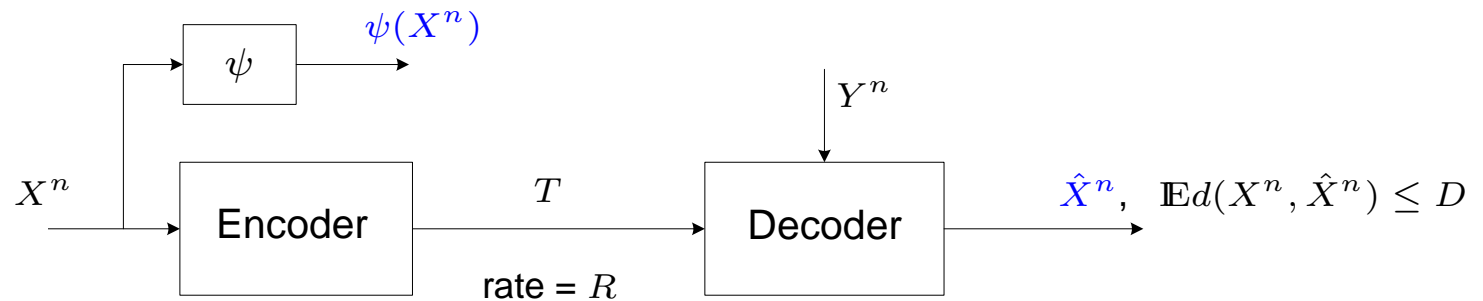 ψ(X^n)
ψ
Y^n
X^n
Encoder
T
Decoder
X̂^n, 𝔼d(X^n, X̂^n) ≤ D
rate = R